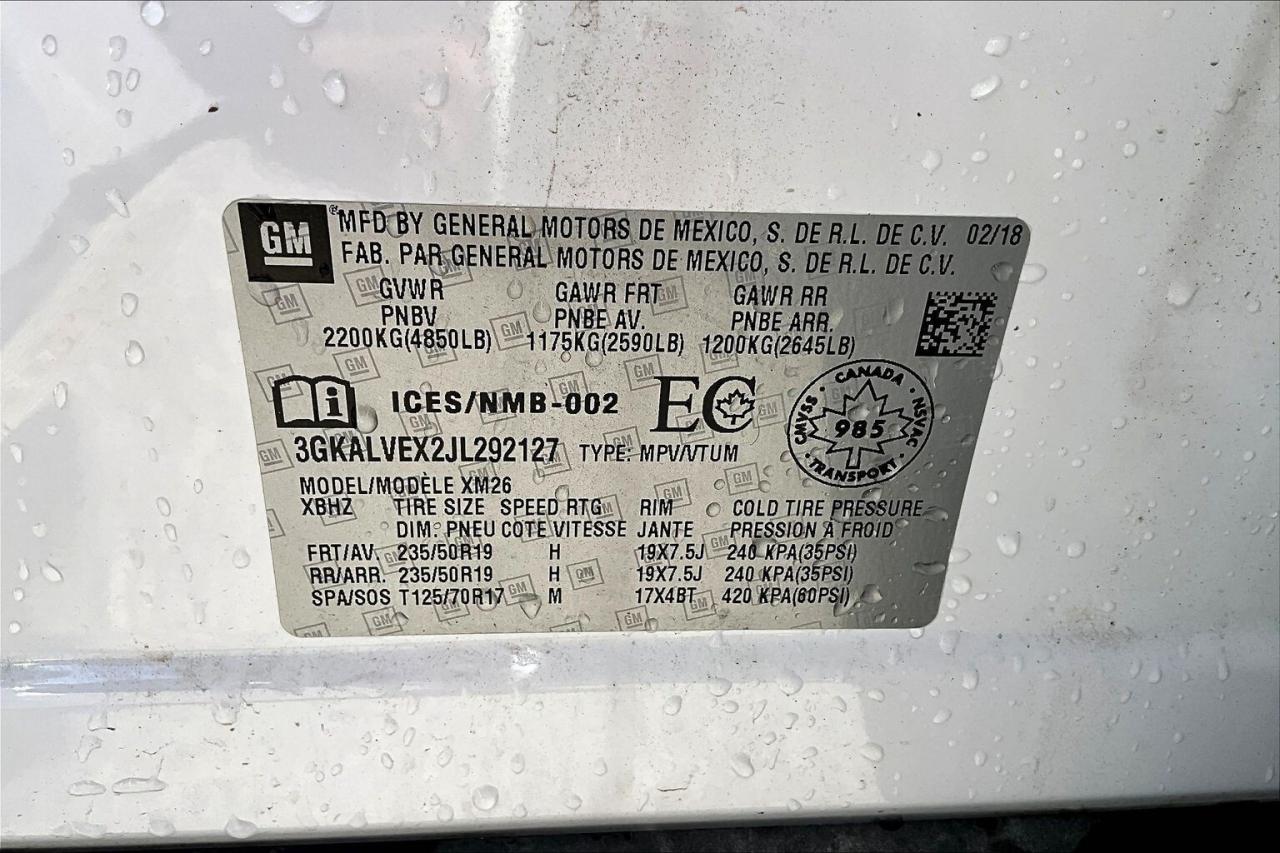 GM ® MFD BY GENERAL MOTORS DE MEXICO, S. DE R.L. DE C.V. 02/18
FAB. PAR GENERAL MOTORS DE MEXICO, S. DE R.L. DE C.V.
GVWR GAWR FRT GAWR RR
PNBV PNBE AV. PNBE ARR.
2200KG(4850LB) 1175KG(2590LB) 1200KG(2645LB)
i ICES/NMB-002 EC
CANADA
CMVSS 985 NSVAC
TRANSPORT
3GKALVEX2JL292127 TYPE: MPV/VTUM
MODEL/MODÈLE XM26
XBHZ TIRE SIZE SPEED RTG RIM COLD TIRE PRESSURE
DIM: PNEU COTE VITESSE JANTE PRESSION À FROID
FRT/AV. 235/50R19 H 19X7.5J 240 KPA(35PSI)
RR/ARR. 235/50R19 H 19X7.5J 240 KPA(35PSI)
SPA/SOS T125/70R17 M 17X4BT 420 KPA(60PSI)